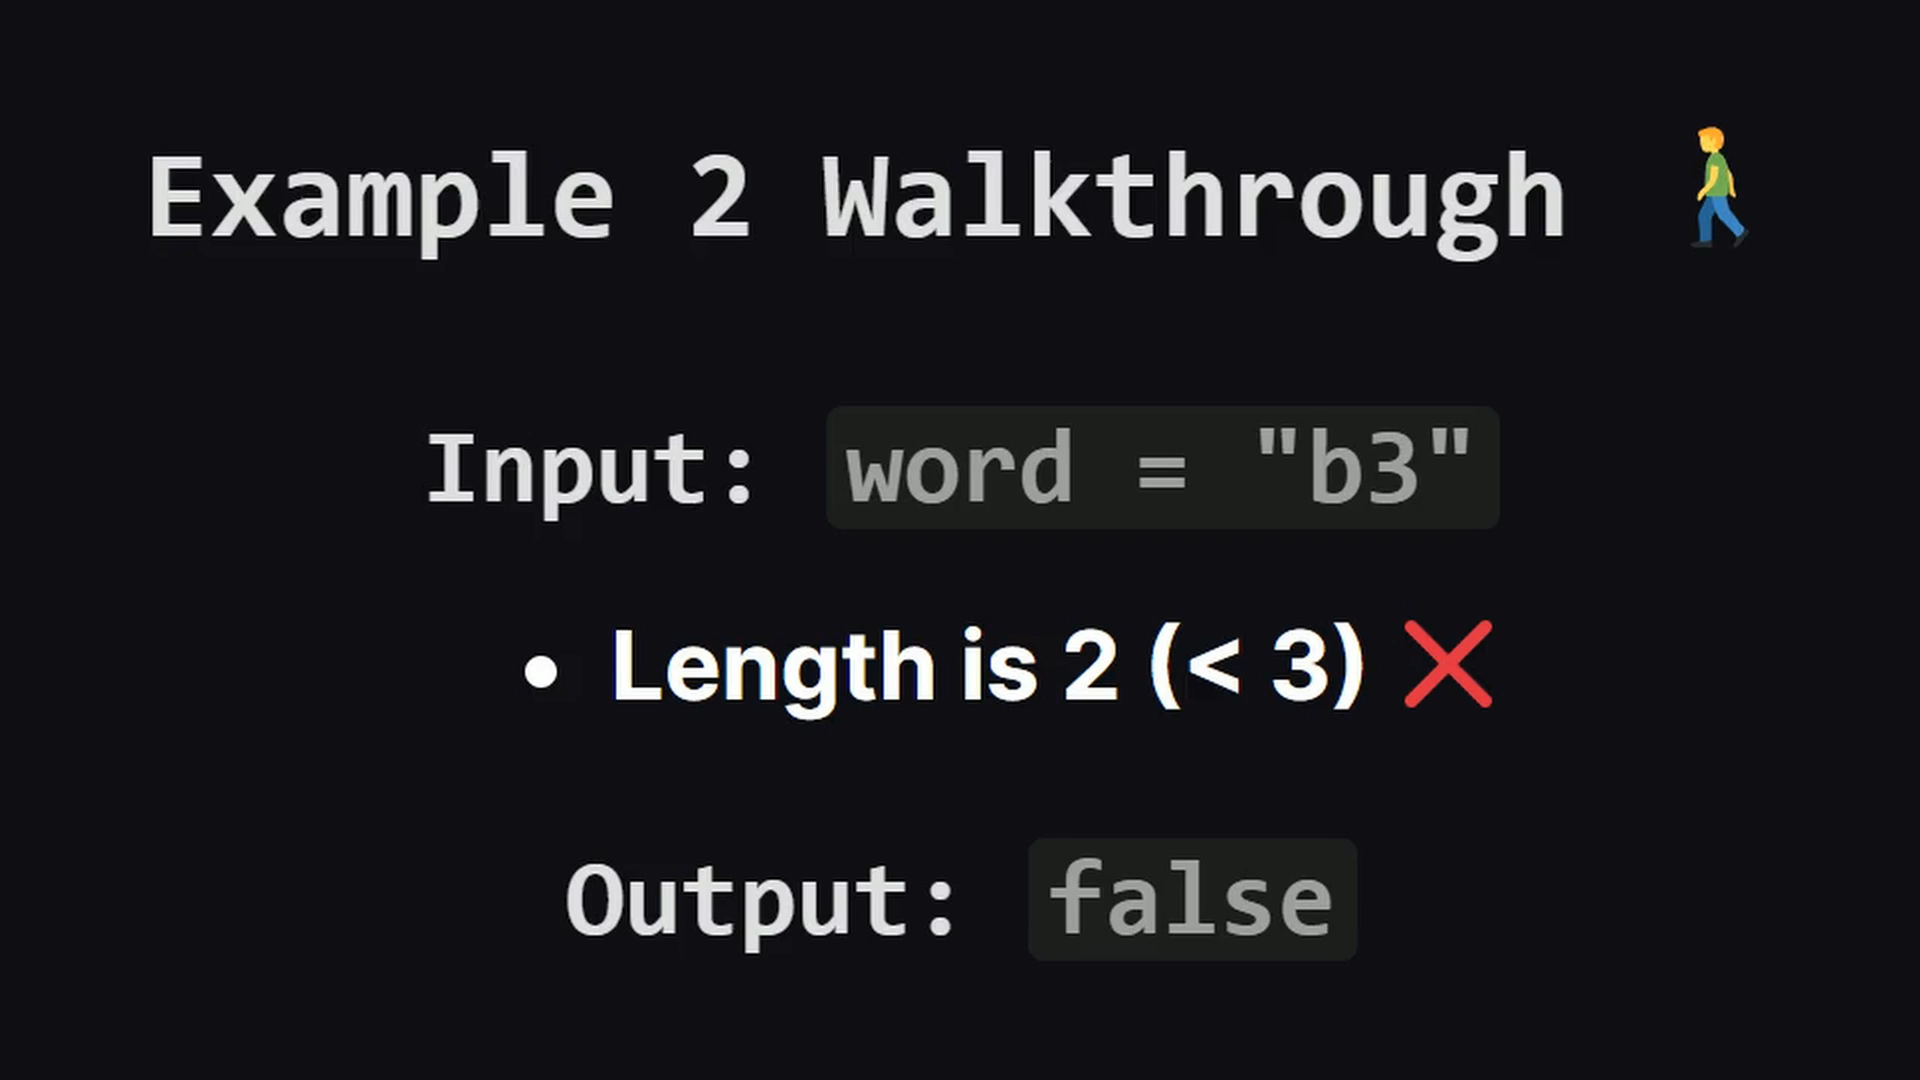 Example 2 Walkthrough 🚶
Input: word = "b3"
• Length is 2 (< 3) ❌
Output: false